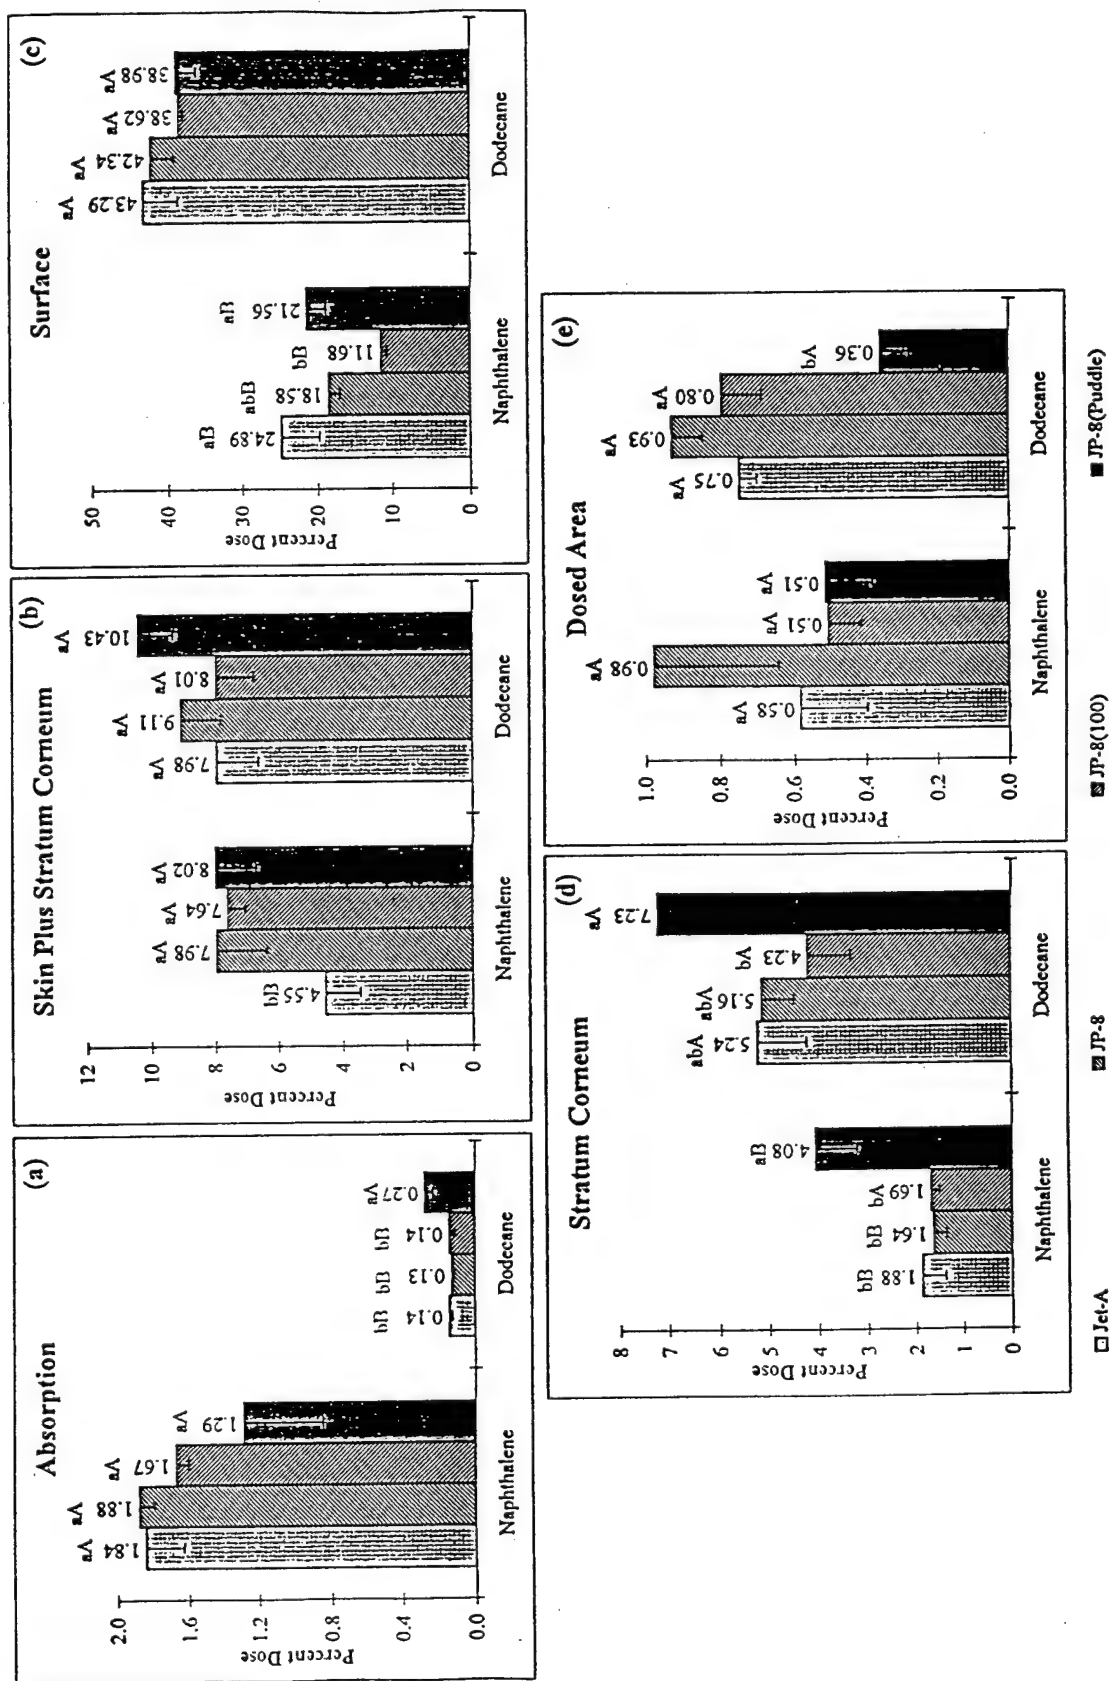 Absorption
(a)
Percent Dose
2.0
1.6
1.2
0.8
0.4
0.0
aA
1.84
aA
1.88
aA
1.67
aA
1.29
bB
0.14
bB
0.13
bB
0.14
aA
0.27
Naphthalene
Dodecane
Skin Plus Stratum Corneum
(b)
Percent Dose
12
10
8
6
4
2
0
bB
4.55
aA
7.98
aA
7.64
aA
8.02
aA
7.98
aA
9.11
aA
8.01
aA
10.43
Naphthalene
Dodecane
Surface
(c)
Percent Dose
50
40
30
20
10
0
aB
24.89
abB
18.58
bB
11.68
aB
21.56
aA
43.29
aA
42.34
aA
38.62
aA
38.98
Naphthalene
Dodecane
Stratum Corneum
(d)
Percent Dose
8
7
6
5
4
3
2
1
0
bB
1.88
bB
1.64
bA
1.69
aB
4.08
abA
5.24
abA
5.16
bA
4.23
aA
7.23
Naphthalene
Dodecane
Dosed Area
(e)
Percent Dose
1.0
0.8
0.6
0.4
0.2
0.0
aA
0.58
aA
0.98
aA
0.51
aA
0.51
aA
0.75
aA
0.93
aA
0.80
bA
0.36
Naphthalene
Dodecane
Jet-A
JP-8
JP-8(100)
JP-8(Puddle)